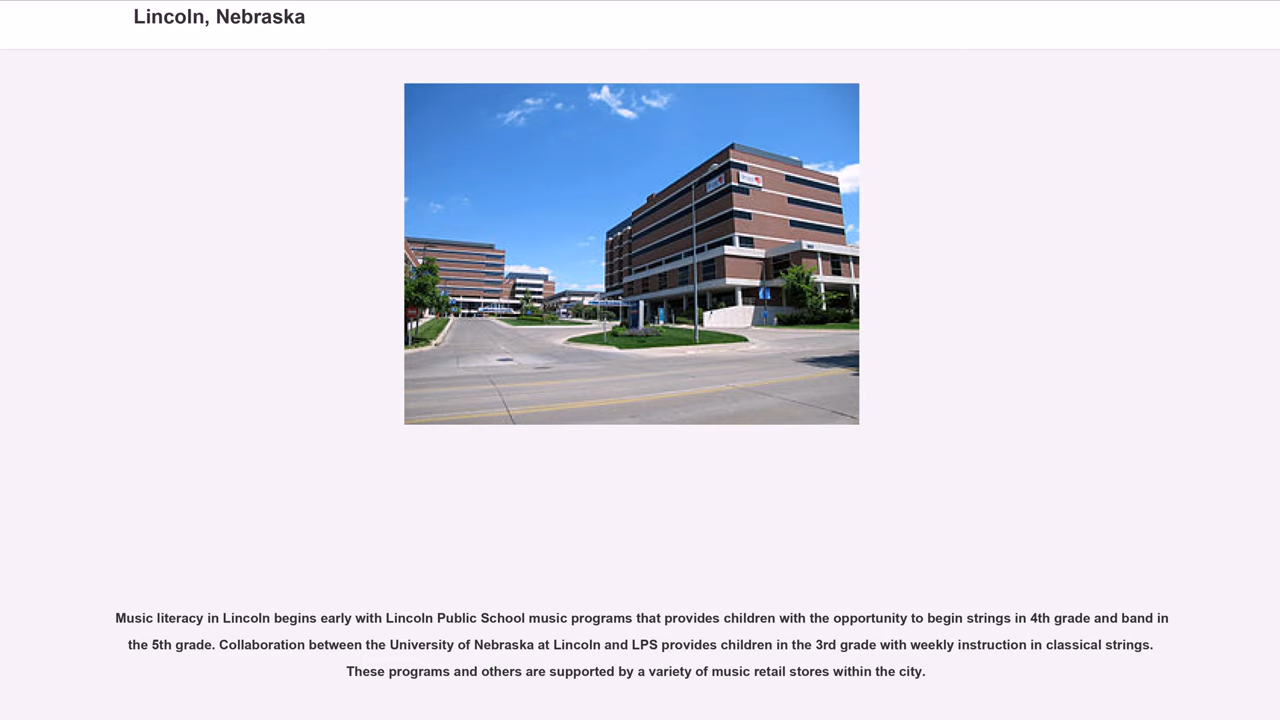 Lincoln, Nebraska
Music literacy in Lincoln begins early with Lincoln Public School music programs that provides children with the opportunity to begin strings in 4th grade and band in
the 5th grade. Collaboration between the University of Nebraska at Lincoln and LPS provides children in the 3rd grade with weekly instruction in classical strings.
These programs and others are supported by a variety of music retail stores within the city.